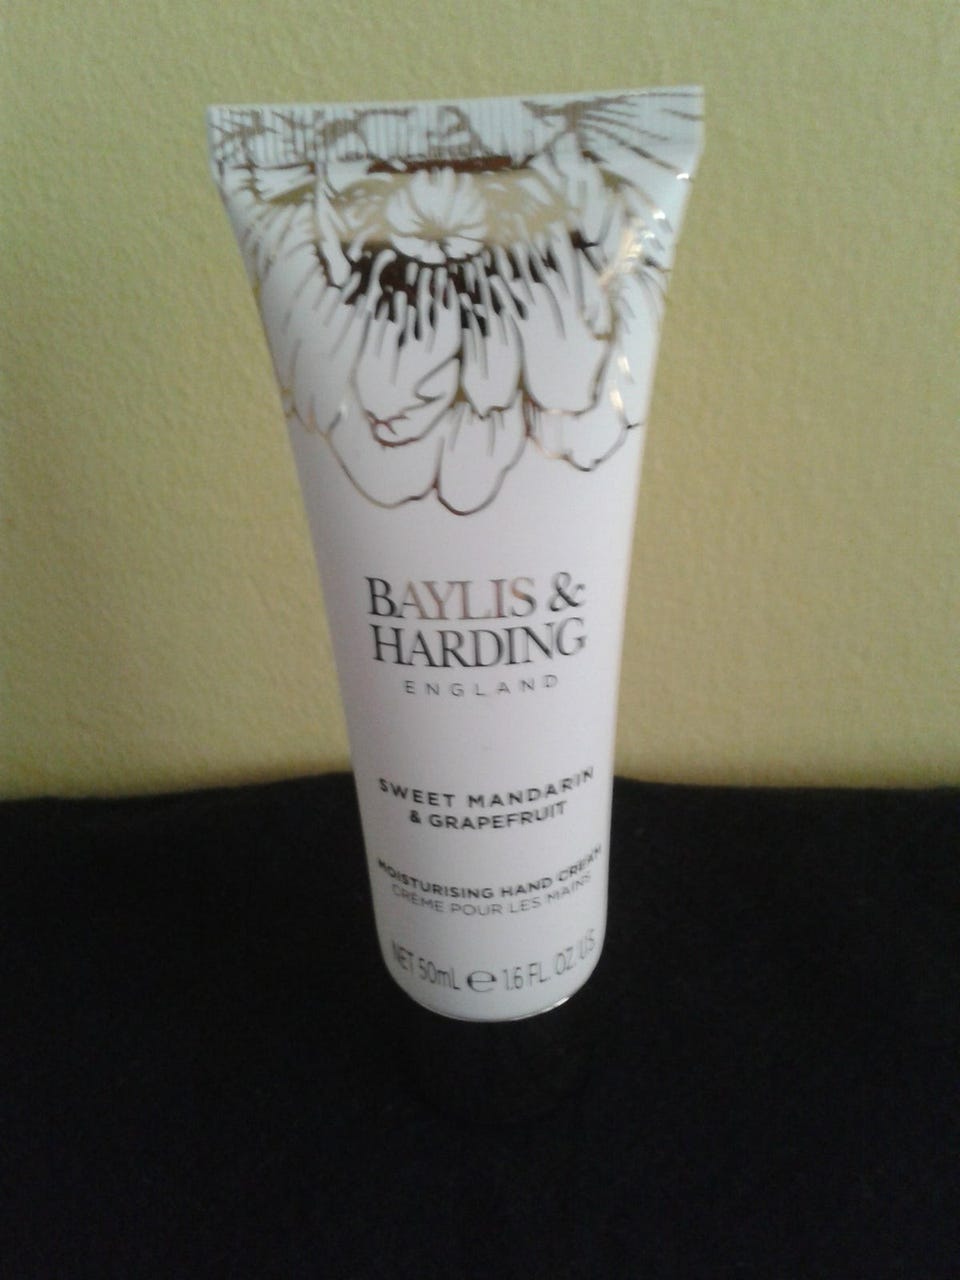 BAYLIS &
HARDING
ENGLAND
SWEET MANDARIN
& GRAPEFRUIT
MOISTURISING HAND CREAM
CRÈME POUR LES MAINS
NET 50mL ℮ 1.6 FL. OZ. US